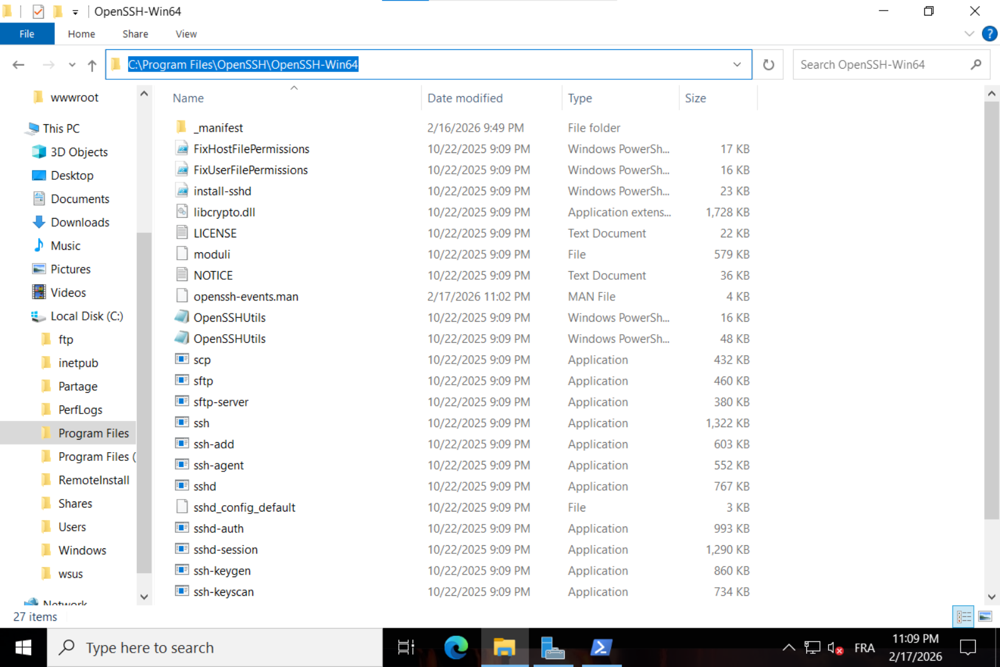 OpenSSH-Win64
File Home Share View
C:\Program Files\OpenSSH\OpenSSH-Win64
Search OpenSSH-Win64
wwwroot
This PC
3D Objects
Desktop
Documents
Downloads
Music
Pictures
Videos
Local Disk (C:)
ftp
inetpub
Partage
PerfLogs
Program Files
Program Files (
RemoteInstall
Shares
Users
Windows
wsus
Network
Name Date modified Type Size
_manifest 2/16/2026 9:49 PM File folder
FixHostFilePermissions 10/22/2025 9:09 PM Windows PowerSh... 17 KB
FixUserFilePermissions 10/22/2025 9:09 PM Windows PowerSh... 16 KB
install-sshd 10/22/2025 9:09 PM Windows PowerSh... 23 KB
libcrypto.dll 10/22/2025 9:09 PM Application extens... 1,728 KB
LICENSE 10/22/2025 9:09 PM Text Document 22 KB
moduli 10/22/2025 9:09 PM File 579 KB
NOTICE 10/22/2025 9:09 PM Text Document 36 KB
openssh-events.man 2/17/2026 11:02 PM MAN File 4 KB
OpenSSHUtils 10/22/2025 9:09 PM Windows PowerSh... 16 KB
OpenSSHUtils 10/22/2025 9:09 PM Windows PowerSh... 48 KB
scp 10/22/2025 9:09 PM Application 432 KB
sftp 10/22/2025 9:09 PM Application 460 KB
sftp-server 10/22/2025 9:09 PM Application 380 KB
ssh 10/22/2025 9:09 PM Application 1,322 KB
ssh-add 10/22/2025 9:09 PM Application 603 KB
ssh-agent 10/22/2025 9:09 PM Application 552 KB
sshd 10/22/2025 9:09 PM Application 767 KB
sshd_config_default 10/22/2025 9:09 PM File 3 KB
sshd-auth 10/22/2025 9:09 PM Application 993 KB
sshd-session 10/22/2025 9:09 PM Application 1,290 KB
ssh-keygen 10/22/2025 9:09 PM Application 860 KB
ssh-keyscan 10/22/2025 9:09 PM Application 734 KB
27 items
Type here to search
FRA
11:09 PM
2/17/2026